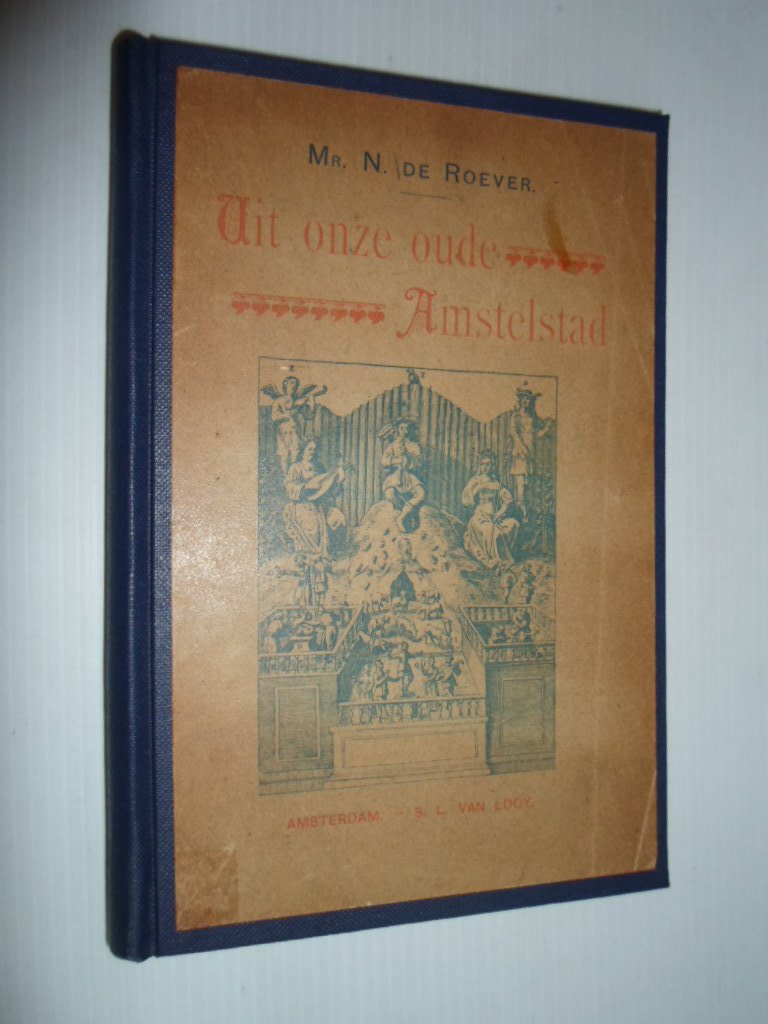 Mr. N. de Roever.
Uit onze oude
Amstelstad
AMSTERDAM. — S. L. VAN LOOY.